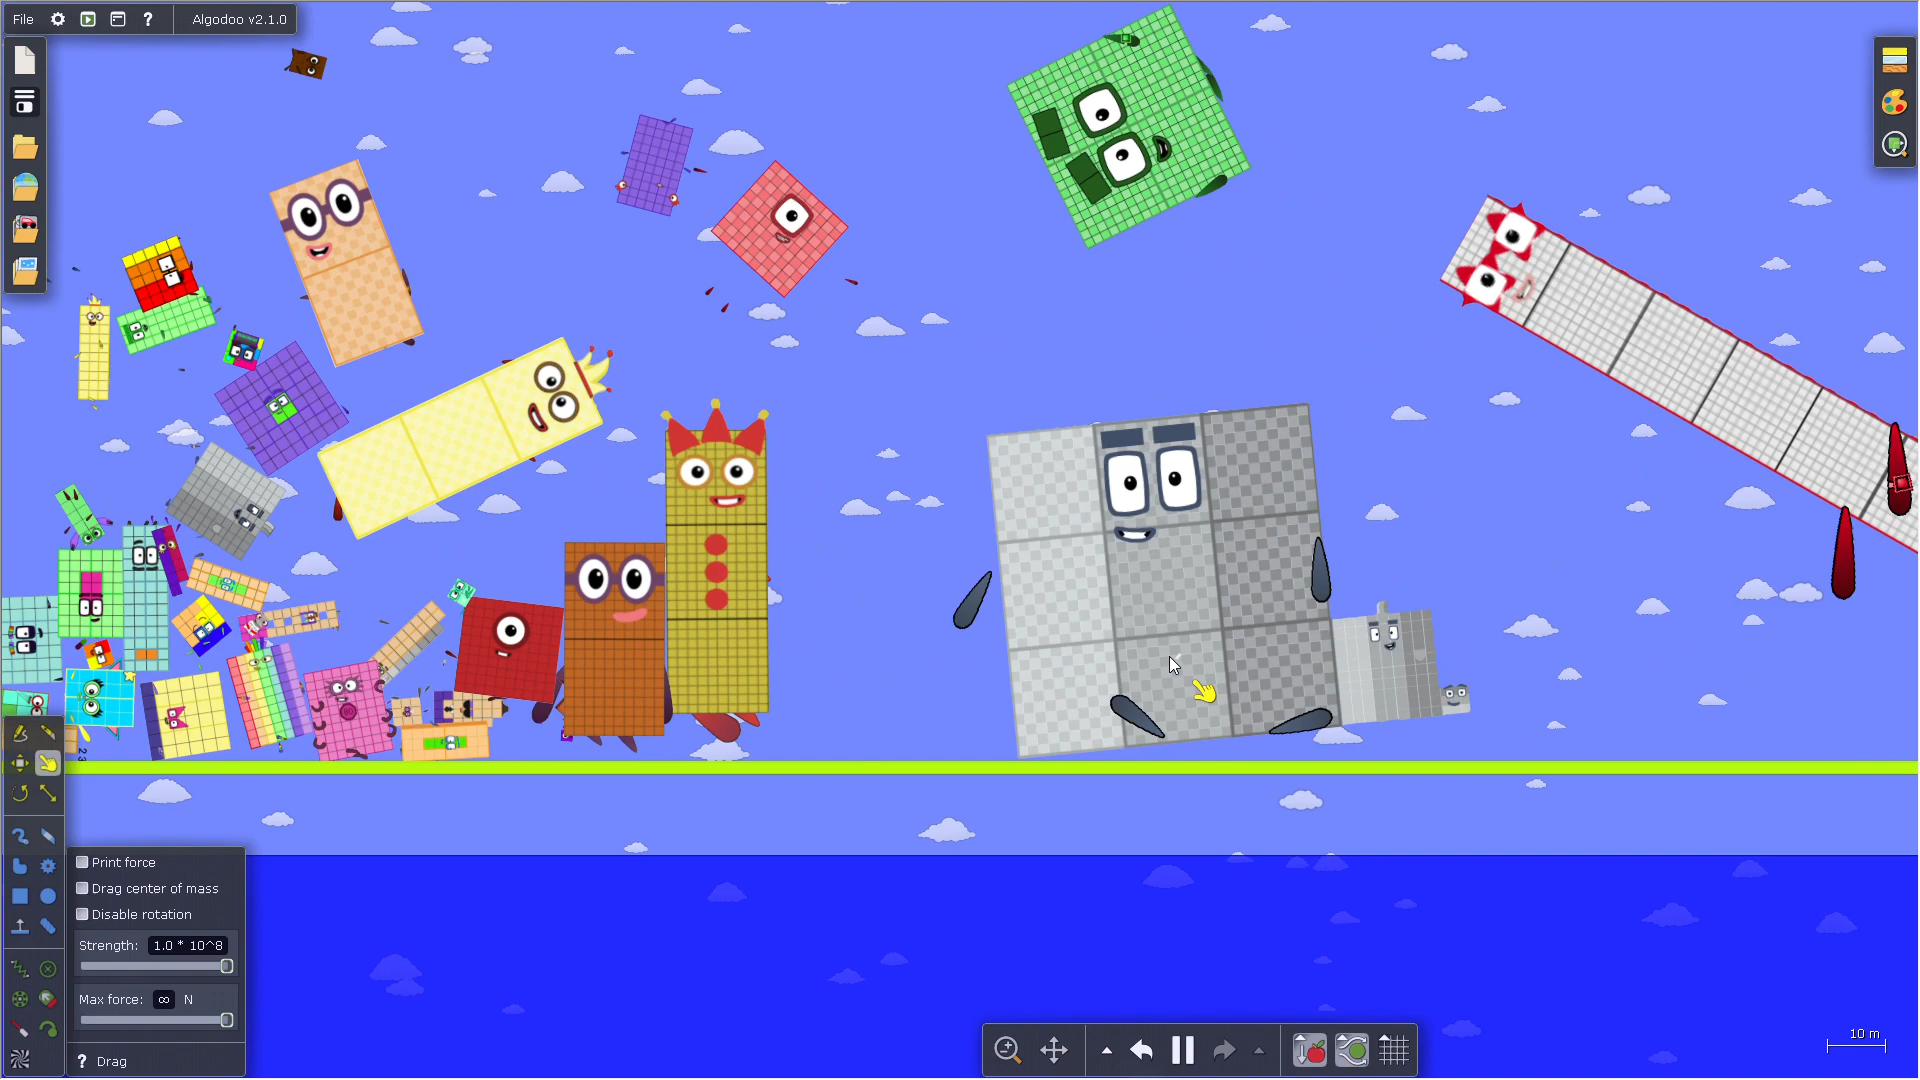 File
?
Algodoo v2.1.0
Print force
Drag center of mass
Disable rotation
Strength: 1.0 * 10^8
Max force: ∞ N
? Drag
10 m